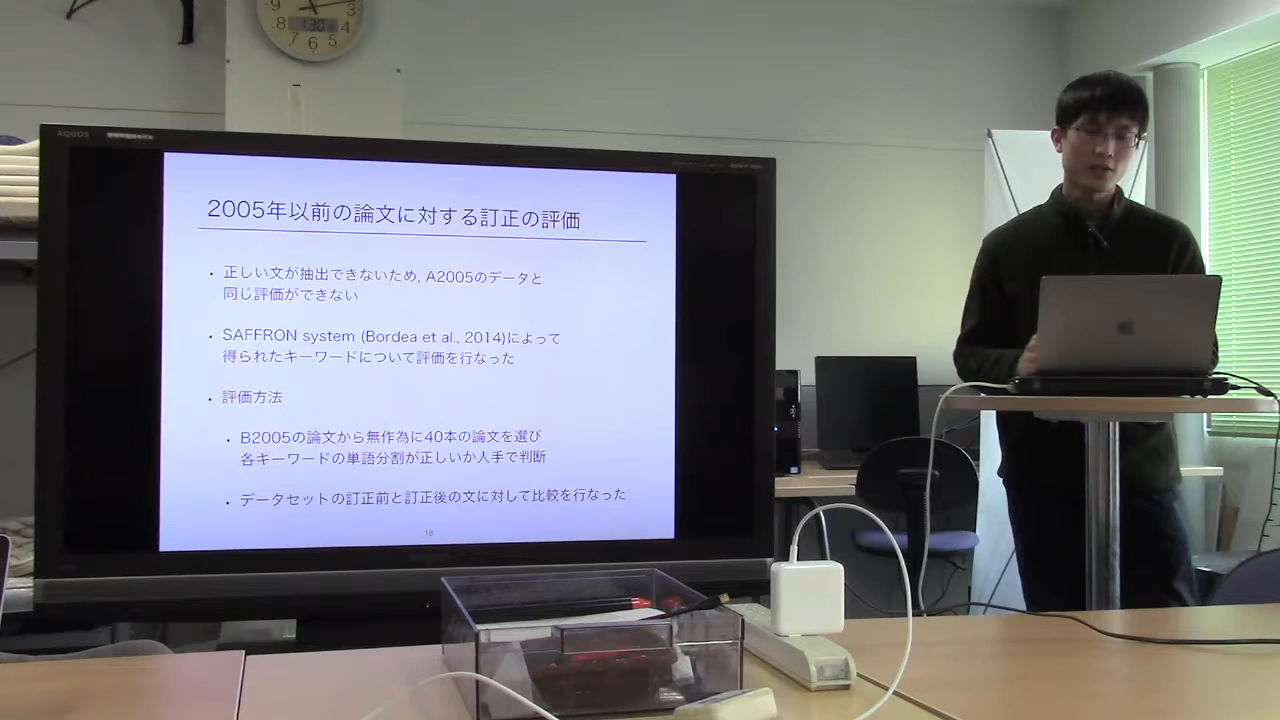 9
3
8
4
7
6
5
130
AQUOS
2005年以前の論文に対する訂正の評価
• 正しい文が抽出できないため, A2005のデータと
同じ評価ができない
• SAFFRON system (Bordea et al., 2014)によって
得られたキーワードについて評価を行なった
• 評価方法
• B2005の論文から無作為に40本の論文を選び
各キーワードの単語分割が正しいか人手で判断
• データセットの訂正前と訂正後の文に対して比較を行なった
18